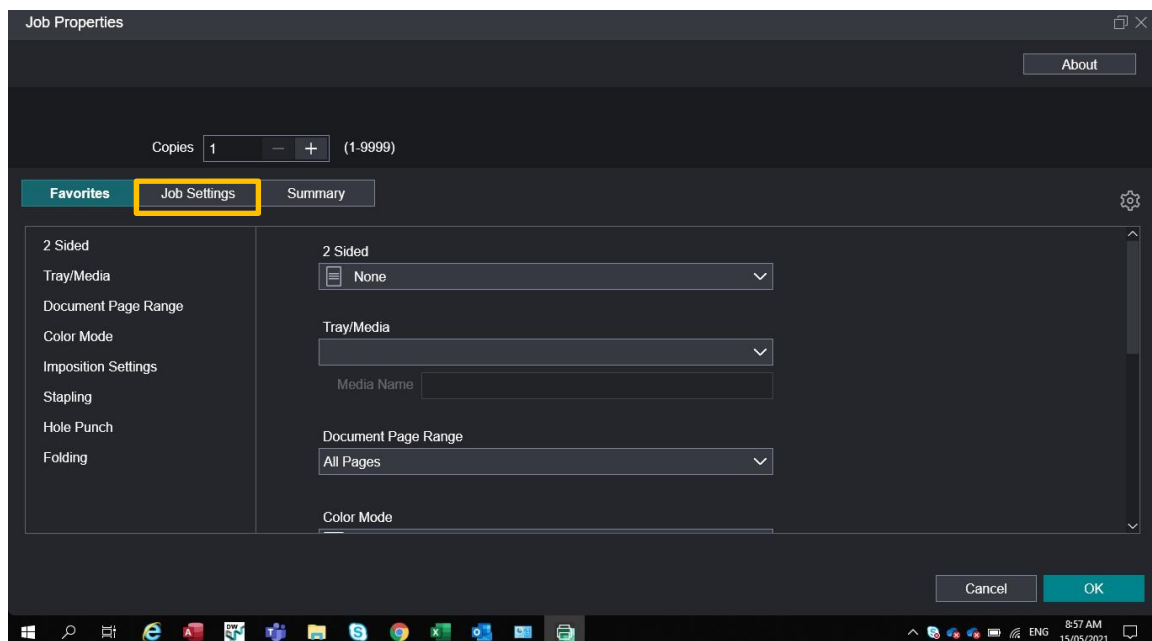 Job Properties
About
Copies 1 (1-9999)
Favorites Job Settings Summary
2 Sided
Tray/Media
Document Page Range
Color Mode
Imposition Settings
Stapling
Hole Punch
Folding
2 Sided
None
Tray/Media
Media Name
Document Page Range
All Pages
Color Mode
Cancel OK
ENG
8:57 AM
15/05/2021